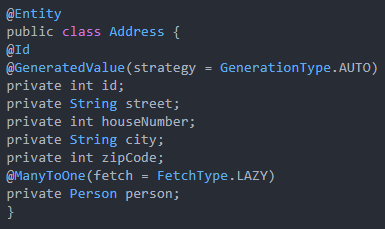 @Entity
public class Address {
@Id
@GeneratedValue(strategy = GenerationType.AUTO)
private int id;
private String street;
private int houseNumber;
private String city;
private int zipCode;
@ManyToOne(fetch = FetchType.LAZY)
private Person person;
}